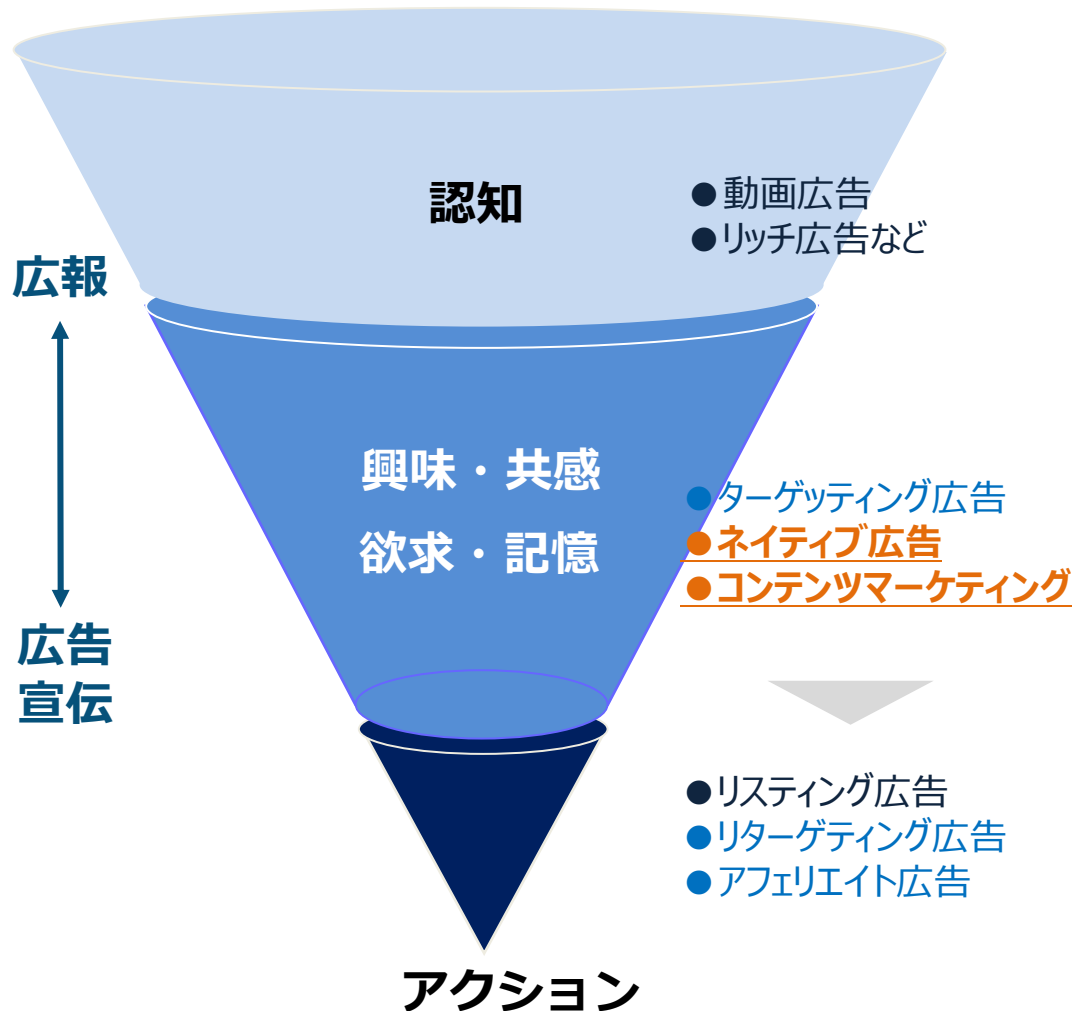 認知
●動画広告
●リッチ広告など
広報
興味・共感
欲求・記憶
●ターゲッティング広告
●ネイティブ広告
●コンテンツマーケティング
広告
宣伝
●リスティング広告
●リターゲティング広告
●アフェリエイト広告
アクション